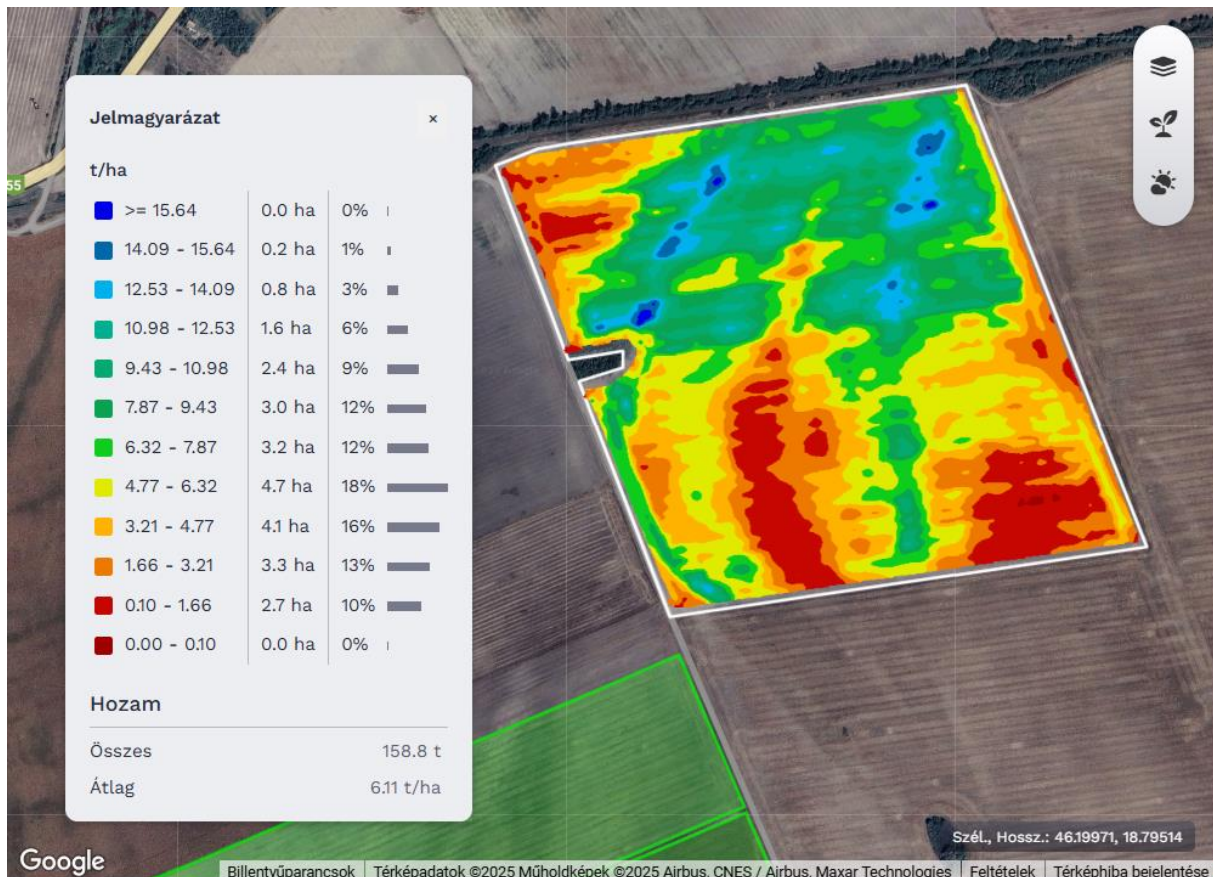 Jelmagyarázat ×
t/ha
>= 15.64 0.0 ha 0%
14.09 - 15.64 0.2 ha 1%
12.53 - 14.09 0.8 ha 3%
10.98 - 12.53 1.6 ha 6%
9.43 - 10.98 2.4 ha 9%
7.87 - 9.43 3.0 ha 12%
6.32 - 7.87 3.2 ha 12%
4.77 - 6.32 4.7 ha 18%
3.21 - 4.77 4.1 ha 16%
1.66 - 3.21 3.3 ha 13%
0.10 - 1.66 2.7 ha 10%
0.00 - 0.10 0.0 ha 0%
Hozam
Összes 158.8 t
Átlag 6.11 t/ha
55
Szél., Hossz.: 46.19971, 18.79514
Google
Billentyűparancsok Térképadatok ©2025 Műholdképek ©2025 Airbus, CNES / Airbus, Maxar Technologies Feltételek Térképhiba bejelentése